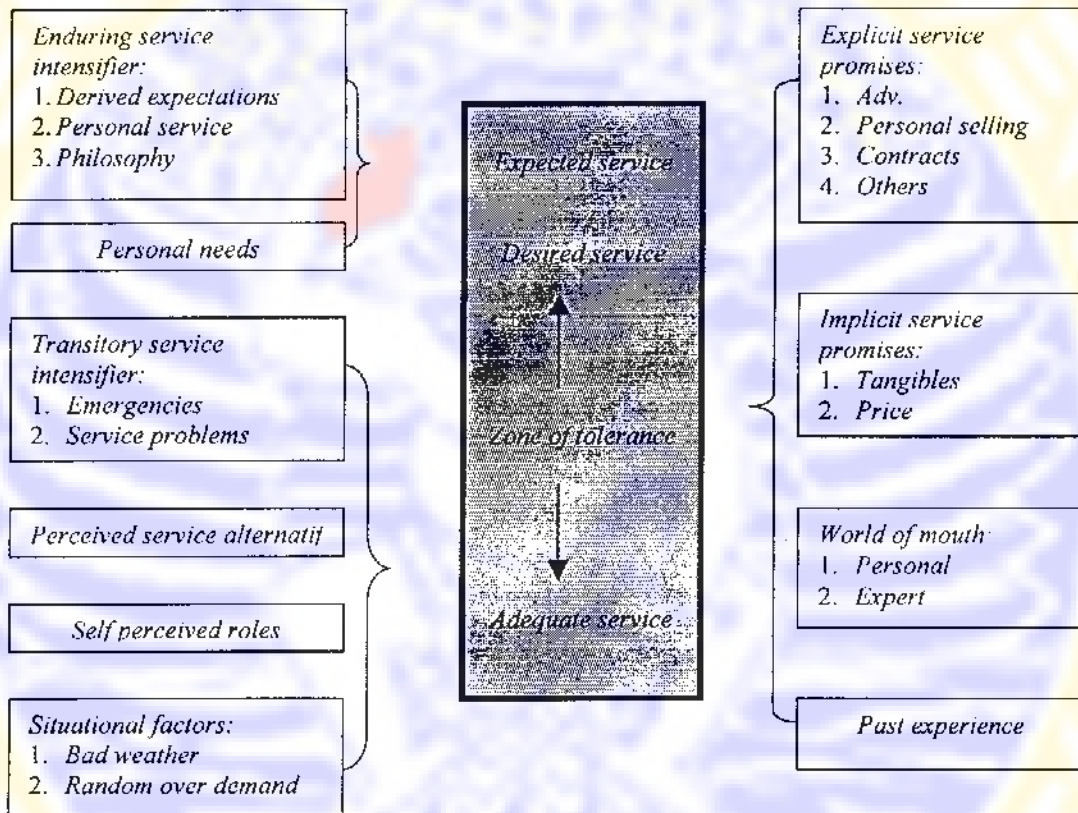 Enduring service
intensifier:
1. Derived expectations
2. Personal service
3. Philosophy
Personal needs
Transitory service
intensifier:
1. Emergencies
2. Service problems
Perceived service alternatif
Self perceived roles
Situational factors:
1. Bad weather
2. Random over demand
Expected service
Desired service
Zone of tolerance
Adequate service
Explicit service
promises:
1. Adv.
2. Personal selling
3. Contracts
4. Others
Implicit service
promises:
1. Tangibles
2. Price
World of mouth
1. Personal
2. Expert
Past experience